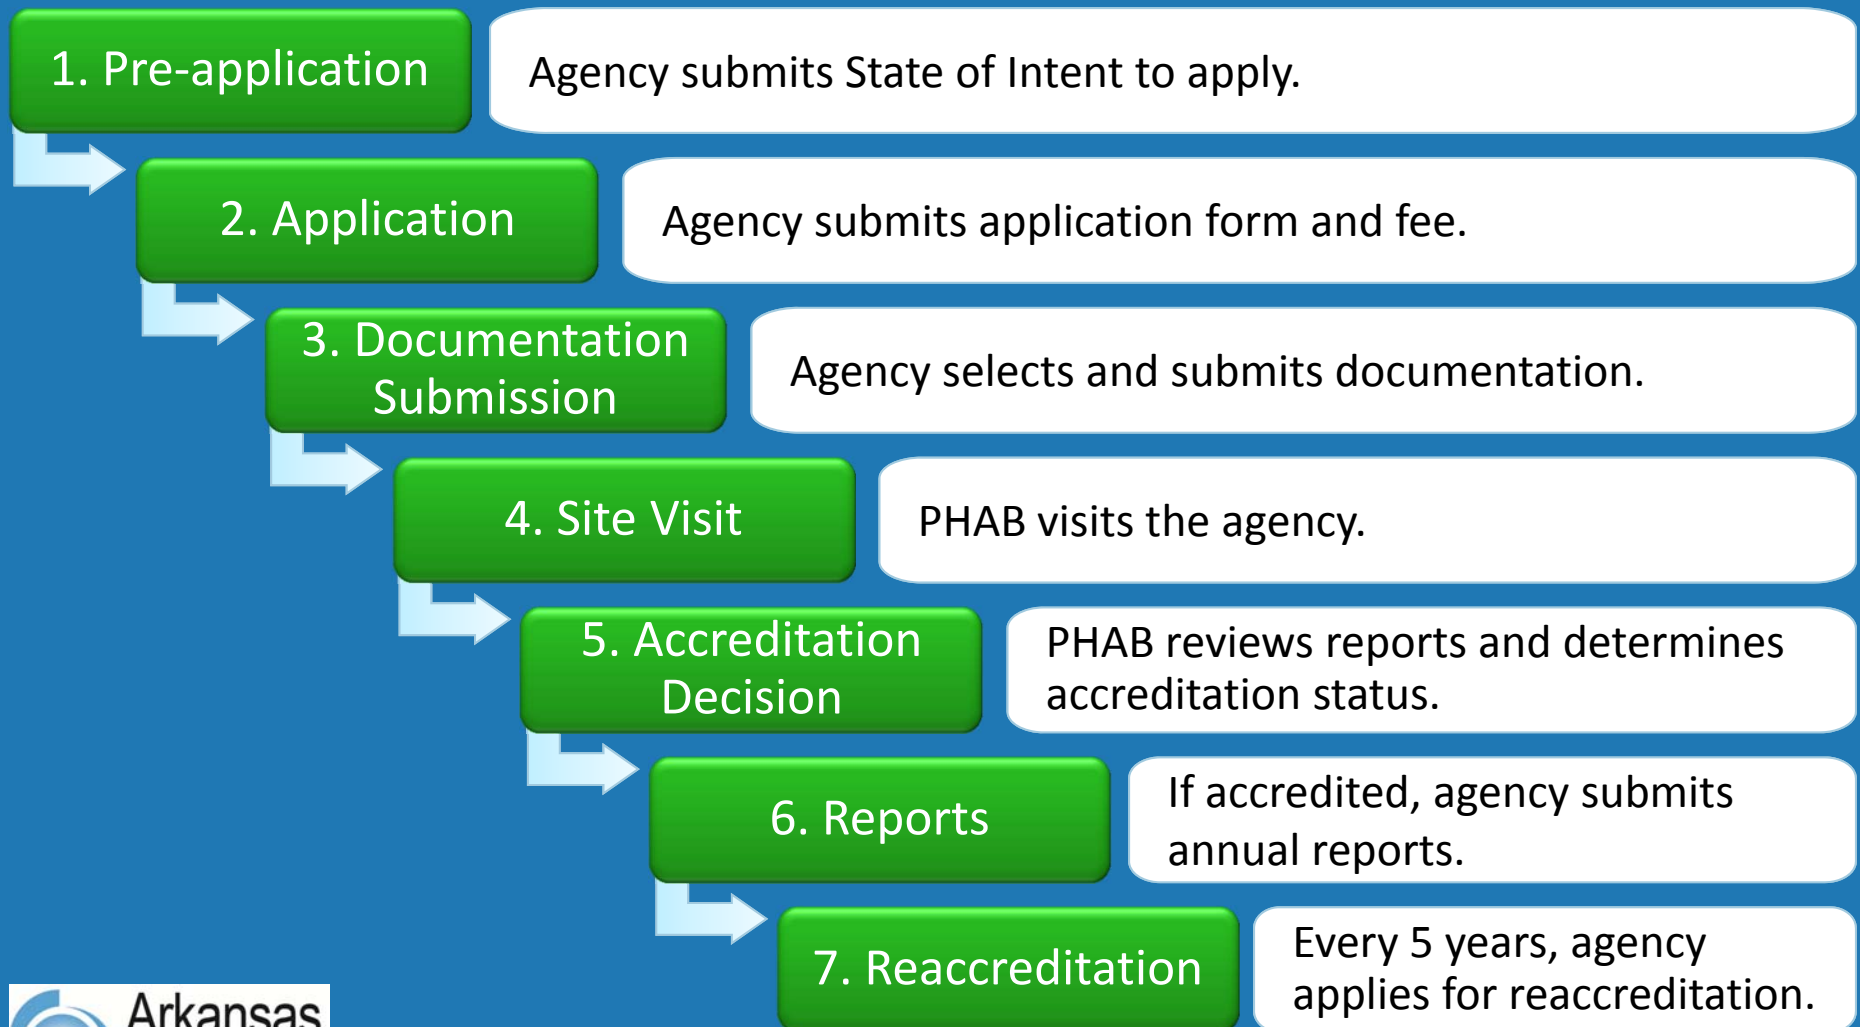 1. Pre-application
Agency submits State of Intent to apply.
2. Application
Agency submits application form and fee.
3. Documentation
Submission
Agency selects and submits documentation.
4. Site Visit
PHAB visits the agency.
5. Accreditation
Decision
PHAB reviews reports and determines
accreditation status.
6. Reports
If accredited, agency submits
annual reports.
7. Reaccreditation
Every 5 years, agency
applies for reaccreditation.
Arkansas